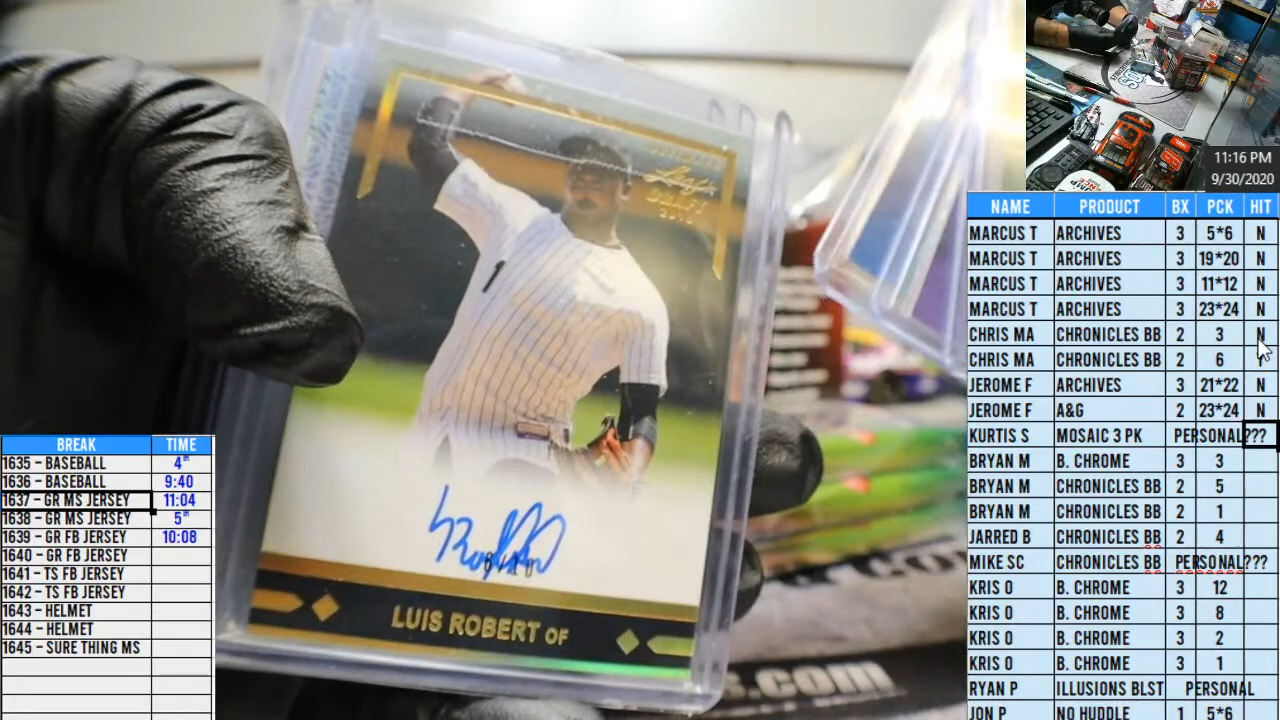 11:16 PM
9/30/2020
NAME PRODUCT BX PCK HIT
MARCUS T ARCHIVES 3 5*6 N
MARCUS T ARCHIVES 3 19*20 N
MARCUS T ARCHIVES 3 11*12 N
MARCUS T ARCHIVES 3 23*24 N
CHRIS MA CHRONICLES BB 2 3 N
CHRIS MA CHRONICLES BB 2 6
JEROME F ARCHIVES 3 21*22 N
JEROME F A&G 2 23*24 N
KURTIS S MOSAIC 3 PK PERSONAL???
BRYAN M B. CHROME 3 3
BRYAN M CHRONICLES BB 2 5
BRYAN M CHRONICLES BB 2 1
JARRED B CHRONICLES BB 2 4
MIKE SC CHRONICLES BB PERSONAL???
KRIS O B. CHROME 3 12
KRIS O B. CHROME 3 8
KRIS O B. CHROME 3 2
KRIS O B. CHROME 3 1
RYAN P ILLUSIONS BLST PERSONAL
JON P NO HUDDLE 1 5*6
BREAK TIME
1635 - BASEBALL 4TH
1636 - BASEBALL 9:40
1637 - GR MS JERSEY 11:04
1638 - GR MS JERSEY 5TH
1639 - GR FB JERSEY 10:08
1640 - GR FB JERSEY
1641 - TS FB JERSEY
1642 - TS FB JERSEY
1643 - HELMET
1644 - HELMET
1645 - SURE THING MS
Leaf
DRAFT
1
LUIS ROBERT OF
s.com